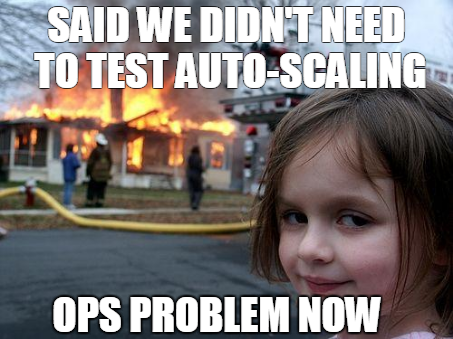 SAID WE DIDN'T NEED
TO TEST AUTO-SCALING
OPS PROBLEM NOW